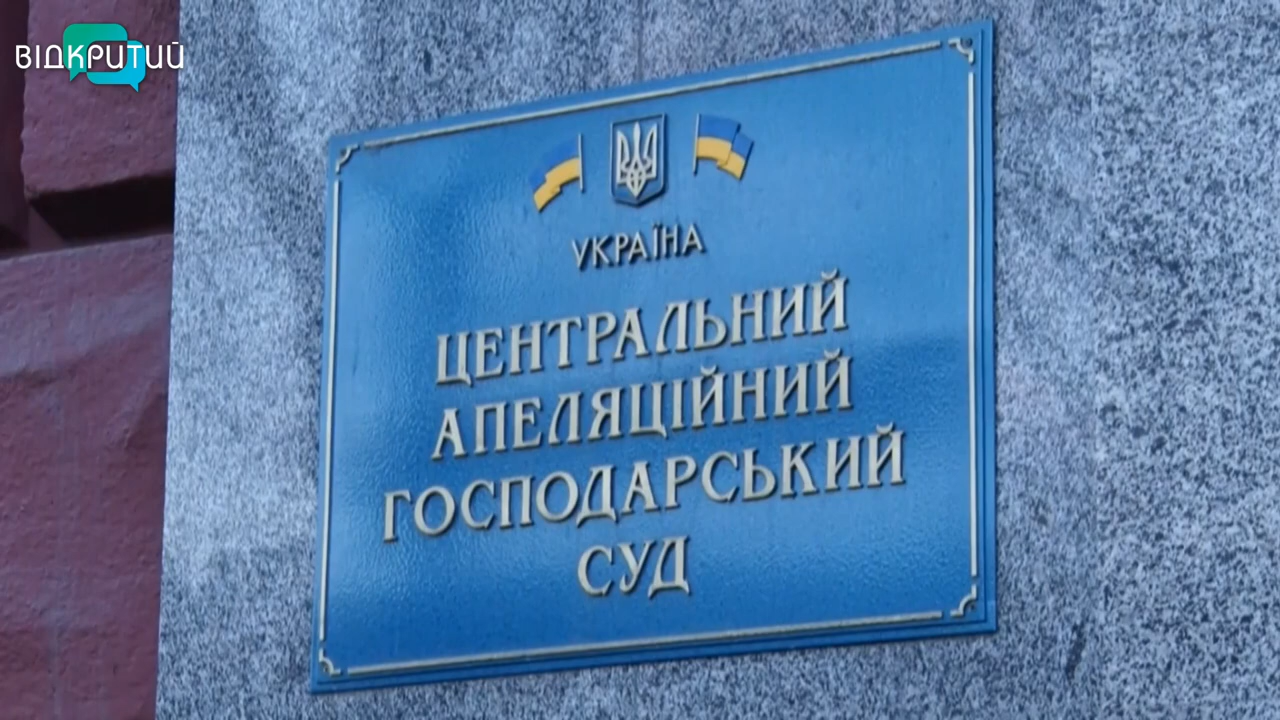 ВІДКРИТИЙ
УКРАЇНА
ЦЕНТРАЛЬНИЙ
АПЕЛЯЦІЙНИЙ
ГОСПОДАРСЬКИЙ
СУД